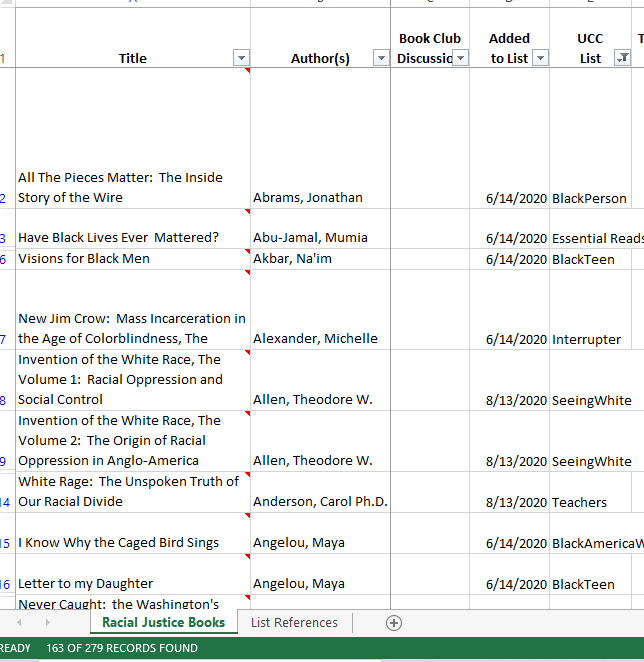 Book Club Added UCC T
1 Title Author(s) Discussic to List List
All The Pieces Matter:  The Inside
2 Story of the Wire Abrams, Jonathan 6/14/2020 BlackPerson
3 Have Black Lives Ever  Mattered? Abu-Jamal, Mumia 6/14/2020 Essential Reads
6 Visions for Black Men Akbar, Na'im 6/14/2020 BlackTeen
New Jim Crow:  Mass Incarceration in
7 the Age of Colorblindness, The Alexander, Michelle 6/14/2020 Interrupter
Invention of the White Race, The
Volume 1:  Racial Oppression and
8 Social Control Allen, Theodore W. 8/13/2020 SeeingWhite
Invention of the White Race, The
Volume 2:  The Origin of Racial
9 Oppression in Anglo-America Allen, Theodore W. 8/13/2020 SeeingWhite
White Rage:  The Unspoken Truth of
14 Our Racial Divide Anderson, Carol Ph.D. 8/13/2020 Teachers
15 I Know Why the Caged Bird Sings Angelou, Maya 6/14/2020 BlackAmericaW
16 Letter to my Daughter Angelou, Maya 6/14/2020 BlackTeen
Never Caught:  the Washington's
Racial Justice Books List References
READY 163 OF 279 RECORDS FOUND